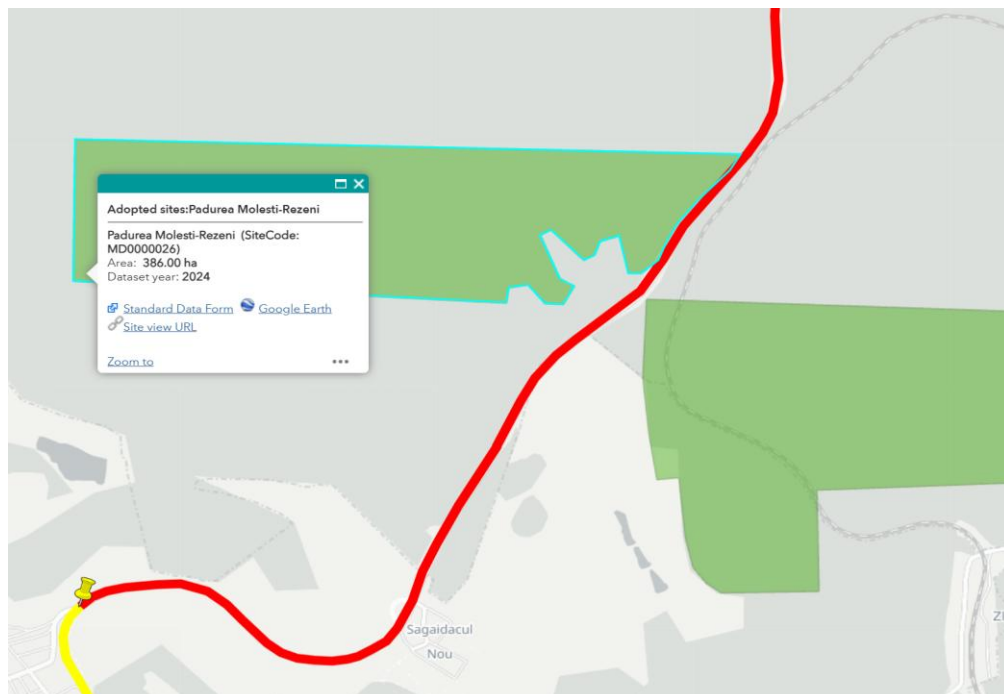 Adopted sites:Padurea Molesti-Rezeni
Padurea Molesti-Rezeni (SiteCode:
MD0000026)
Area: 386.00 ha
Dataset year: 2024
Standard Data Form Google Earth
Site view URL
Zoom to
Sagaidacul
Nou